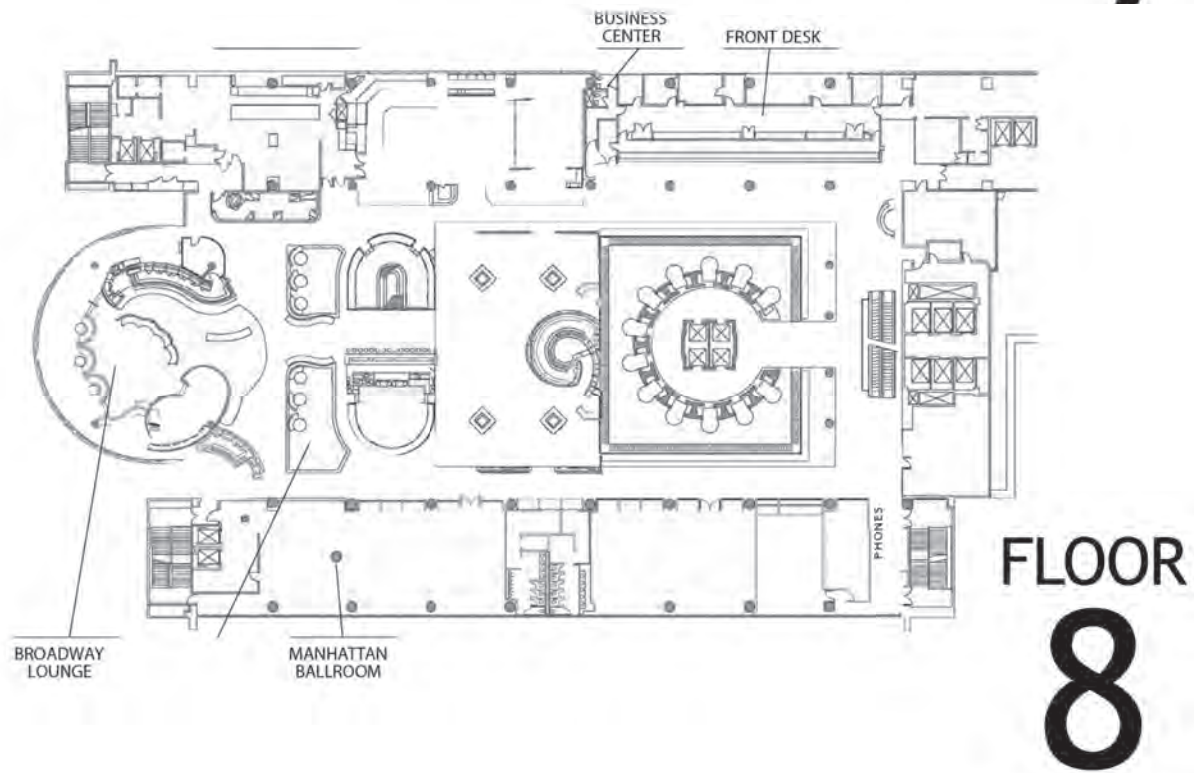 BUSINESS
CENTER
FRONT DESK
PHONES
BROADWAY
LOUNGE
MANHATTAN
BALLROOM
FLOOR
8